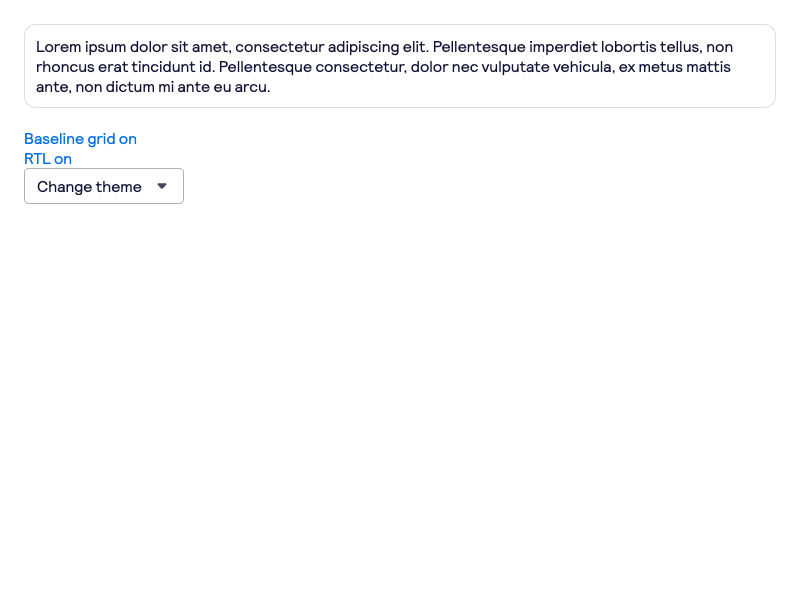 Lorem ipsum dolor sit amet, consectetur adipiscing elit. Pellentesque imperdiet lobortis tellus, non
rhoncus erat tincidunt id. Pellentesque consectetur, dolor nec vulputate vehicula, ex metus mattis
ante, non dictum mi ante eu arcu.
Baseline grid on
RTL on
Change theme